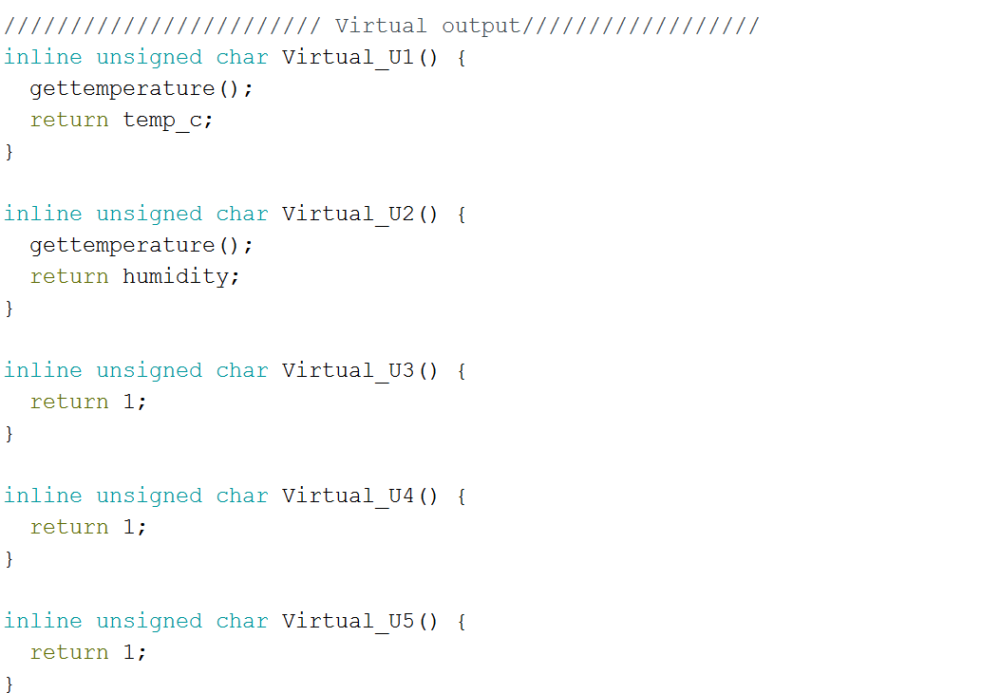 //////////////////////// Virtual output//////////////////
inline unsigned char Virtual_U1() {
  gettemperature();
  return temp_c;
}

inline unsigned char Virtual_U2() {
  gettemperature();
  return humidity;
}

inline unsigned char Virtual_U3() {
  return 1;
}

inline unsigned char Virtual_U4() {
  return 1;
}

inline unsigned char Virtual_U5() {
  return 1;
}